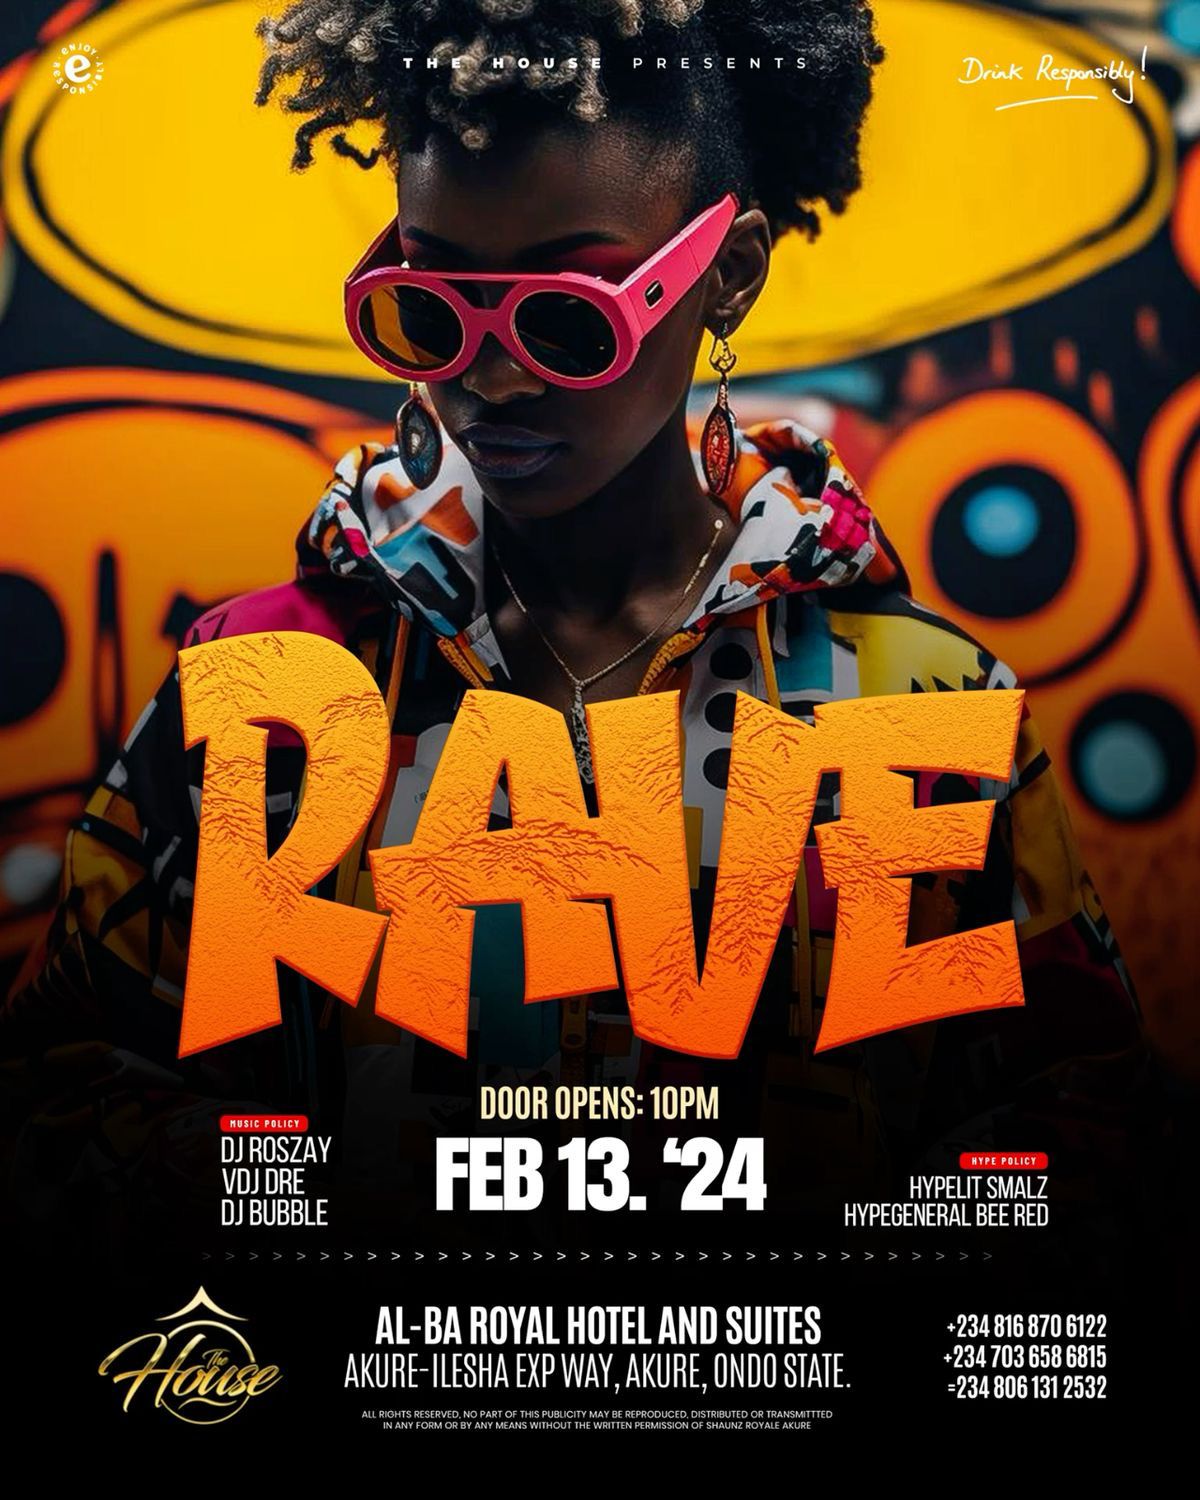 ENJOY RESPONSIBLY
e
THE HOUSE PRESENTS
Drink Responsibly!
RAVE
DOOR OPENS: 10PM
FEB 13. ‘24
MUSIC POLICY
DJ ROSZAY
VDJ DRE
DJ BUBBLE
HYPE POLICY
HYPELIT SMALZ
HYPEGENERAL BEE RED
> > > > > > > > > > > > > > > > > > > > > > > > > > > > > > > > > >
The House
AL-BA ROYAL HOTEL AND SUITES
AKURE-ILESHA EXP WAY, AKURE, ONDO STATE.
ALL RIGHTS RESERVED, NO PART OF THIS PUBLICITY MAY BE REPRODUCED, DISTRIBUTED OR TRANSMITTTED
IN ANY FORM OR BY ANY MEANS WITHOUT THE WRITTEN PERMISSION OF SHAUNZ ROYALE AKURE
+234 816 870 6122
+234 703 658 6815
=234 806 131 2532